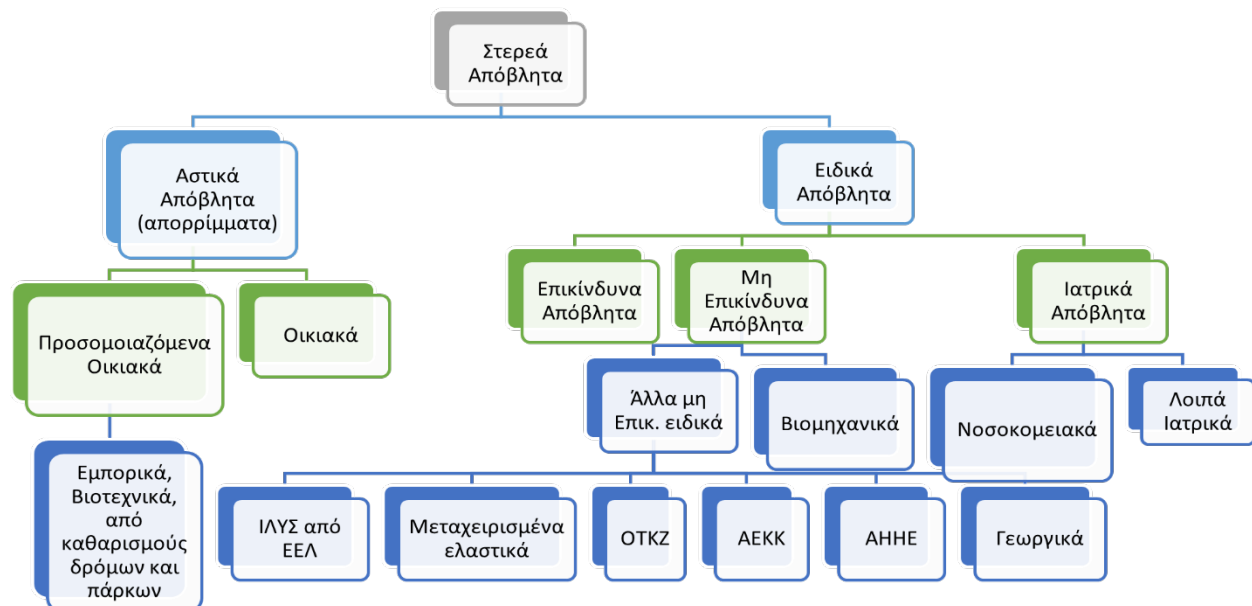 Στερεά
Απόβλητα
Αστικά
Απόβλητα
(απορρίμματα)
Ειδικά
Απόβλητα
Προσομοιαζόμενα
Οικιακά
Οικιακά
Επικίνδυνα
Απόβλητα
Μη
Επικίνδυνα
Απόβλητα
Ιατρικά
Απόβλητα
Εμπορικά,
Βιοτεχνικά,
από
καθαρισμούς
δρόμων και
πάρκων
Άλλα μη
Επικ. ειδικά
Βιομηχανικά
Νοσοκομειακά
Λοιπά
Ιατρικά
ΙΛΥΣ από
ΕΕΛ
Μεταχειρισμένα
ελαστικά
ΟΤΚΖ
ΑΕΚΚ
ΑΗΗΕ
Γεωργικά